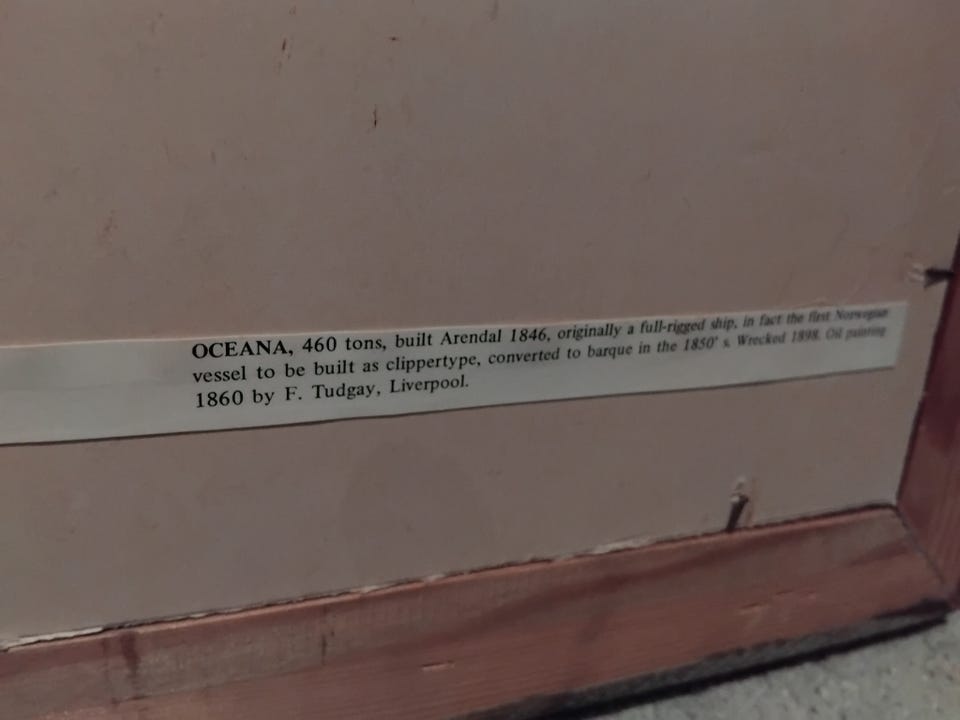 OCEANA, 460 tons, built Arendal 1846, originally a full-rigged ship, in fact the first Norwegian
vessel to be built as clippertype, converted to barque in the 1850' s. Wrecked 1898. Oil painting
1860 by F. Tudgay, Liverpool.